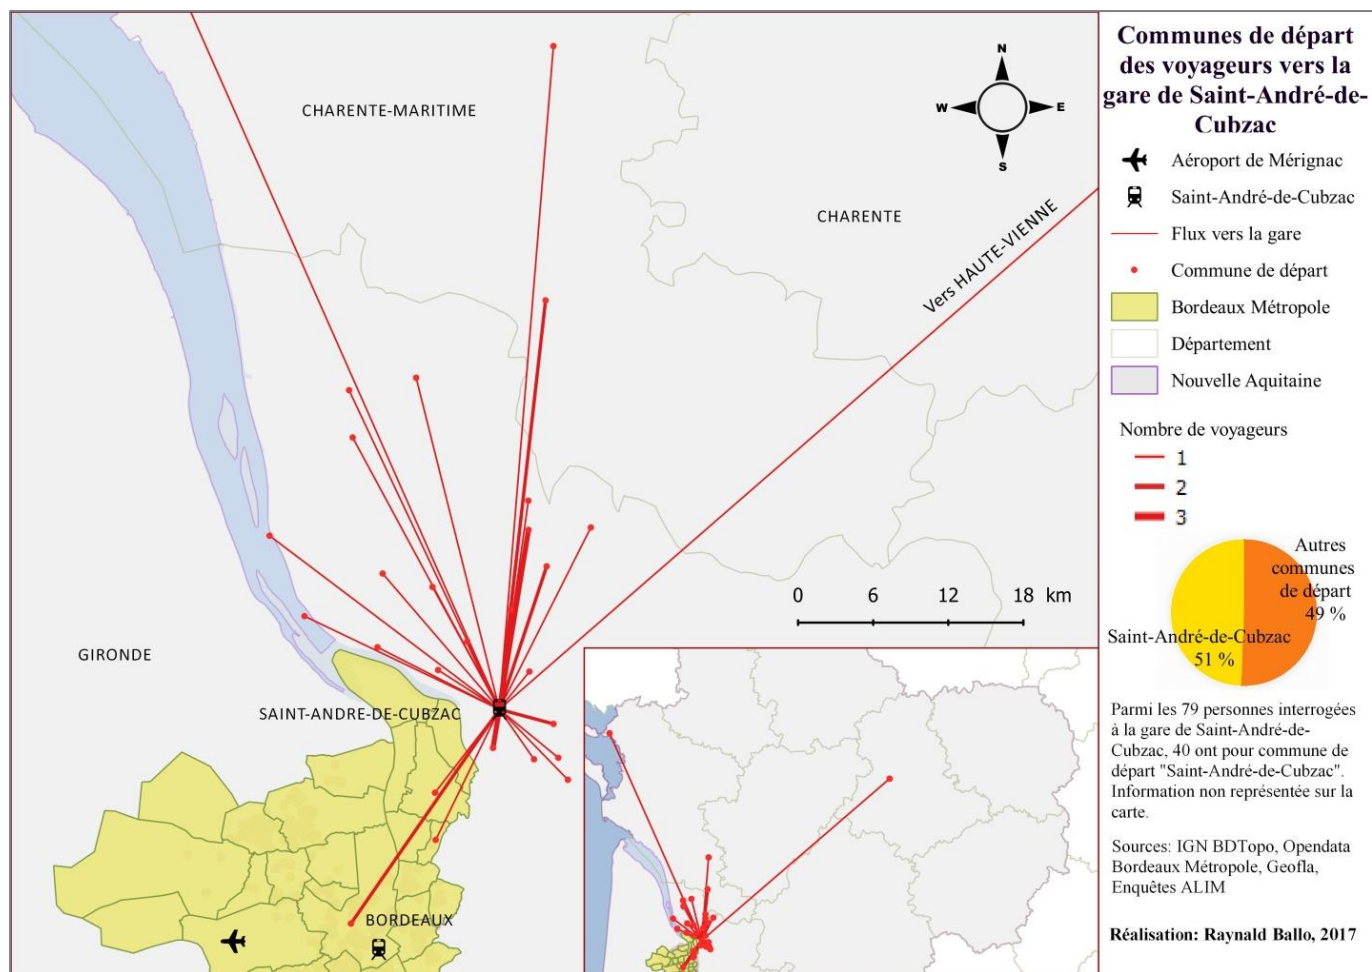 CHARENTE-MARITIME
CHARENTE
Vers HAUTE-VIENNE
GIRONDE
SAINT-ANDRE-DE-CUBZAC
BORDEAUX
N
W
E
S
0 6 12 18 km
Communes de départ
des voyageurs vers la
gare de Saint-André-de-
Cubzac
Aéroport de Mérignac
Saint-André-de-Cubzac
Flux vers la gare
Commune de départ
Bordeaux Métropole
Département
Nouvelle Aquitaine
Nombre de voyageurs
1
2
3
Autres
communes
de départ
49 %
Saint-André-de-Cubzac
51 %
Parmi les 79 personnes interrogées
à la gare de Saint-André-de-
Cubzac, 40 ont pour commune de
départ "Saint-André-de-Cubzac".
Information non représentée sur la
carte.
Sources: IGN BDTopo, Opendata
Bordeaux Métropole, Geofla,
Enquêtes ALIM
Réalisation: Raynald Ballo, 2017